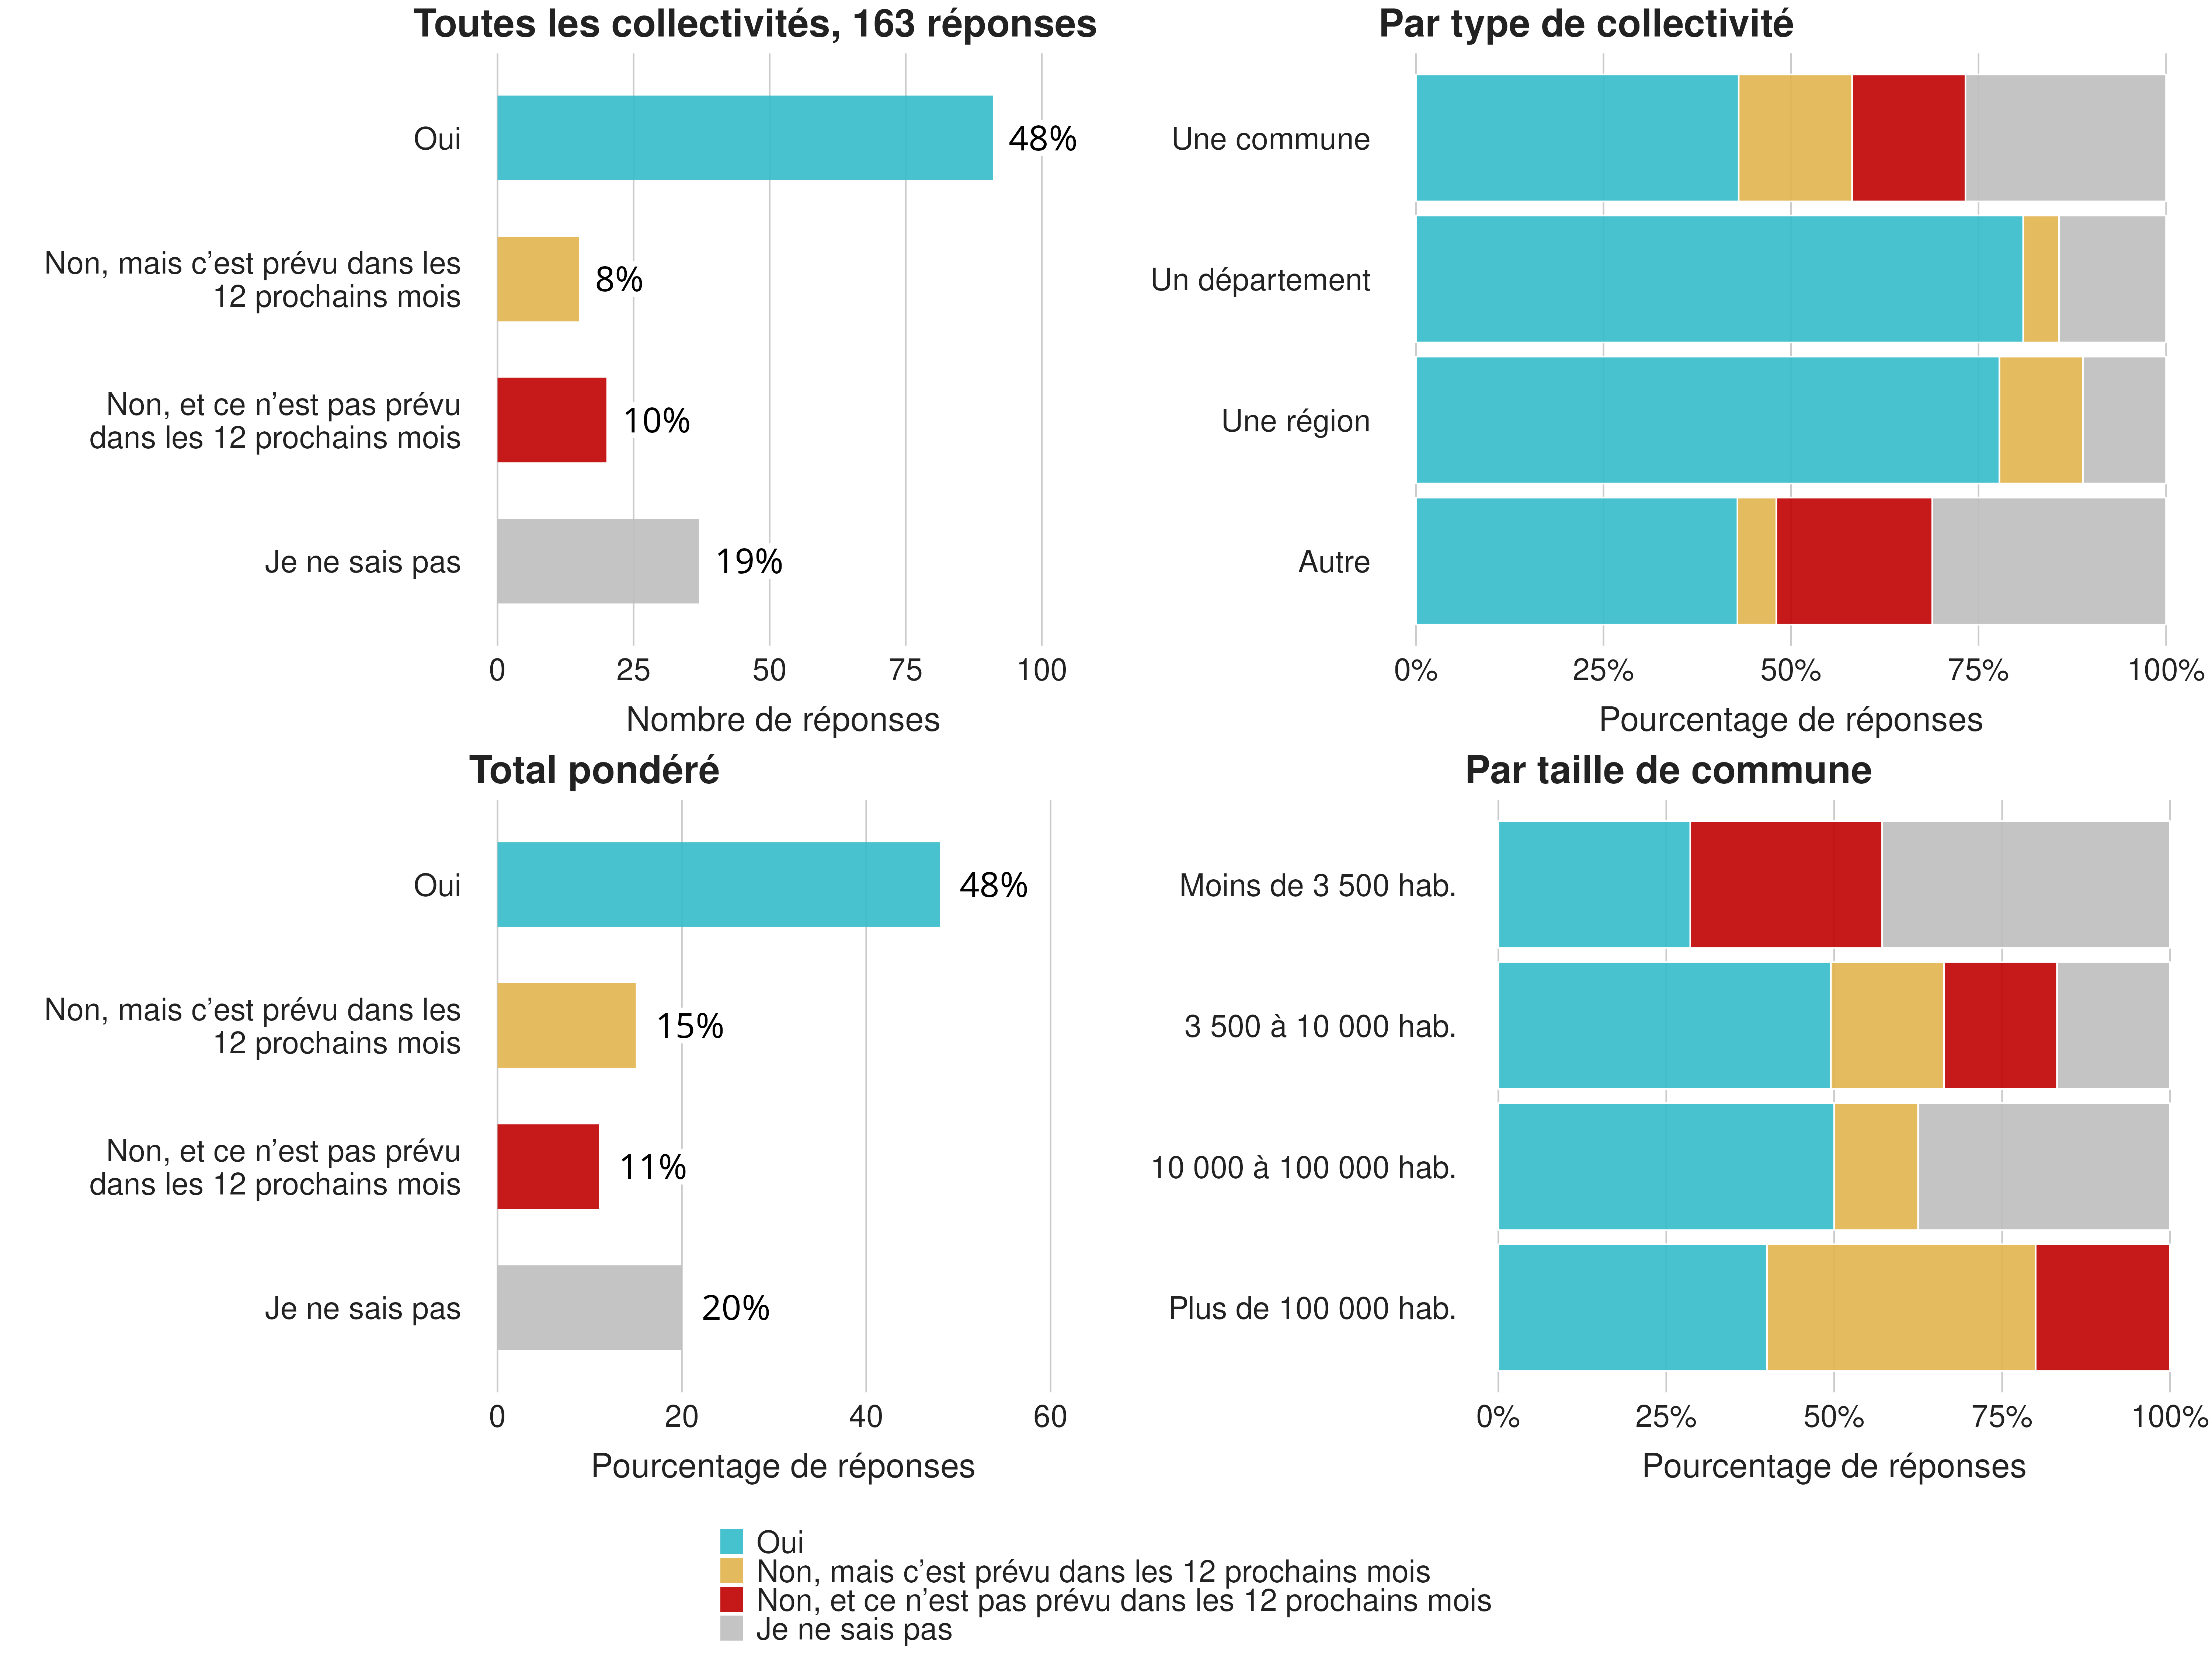 Toutes les collectivités, 163 réponses
Oui
48%
Non, mais c’est prévu dans les
12 prochains mois
8%
Non, et ce n’est pas prévu
dans les 12 prochains mois
10%
Je ne sais pas
19%
0 25 50 75 100
Nombre de réponses
Par type de collectivité
Une commune
Un département
Une région
Autre
0% 25% 50% 75% 100%
Pourcentage de réponses
Total pondéré
Oui
48%
Non, mais c’est prévu dans les
12 prochains mois
15%
Non, et ce n’est pas prévu
dans les 12 prochains mois
11%
Je ne sais pas
20%
0 20 40 60
Pourcentage de réponses
Par taille de commune
Moins de 3 500 hab.
3 500 à 10 000 hab.
10 000 à 100 000 hab.
Plus de 100 000 hab.
0% 25% 50% 75% 100%
Pourcentage de réponses
Oui
Non, mais c’est prévu dans les 12 prochains mois
Non, et ce n’est pas prévu dans les 12 prochains mois
Je ne sais pas